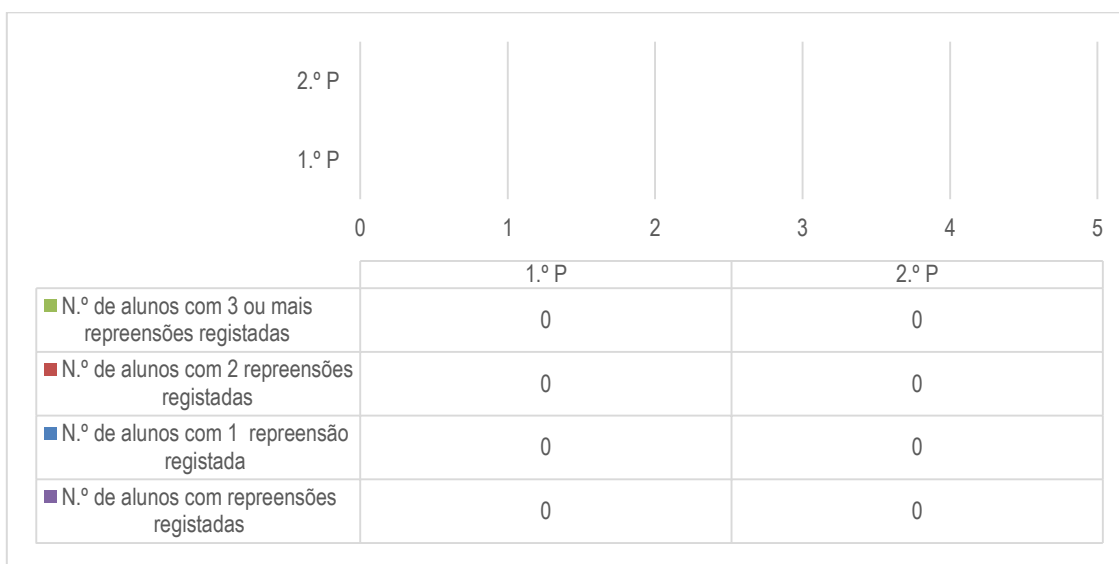 2.º P
1.º P
0 1 2 3 4 5
1.º P 2.º P
N.º de alunos com 3 ou mais
repreensões registadas 0 0
N.º de alunos com 2 repreensões
registadas 0 0
N.º de alunos com 1 repreensão
registada 0 0
N.º de alunos com repreensões
registadas 0 0